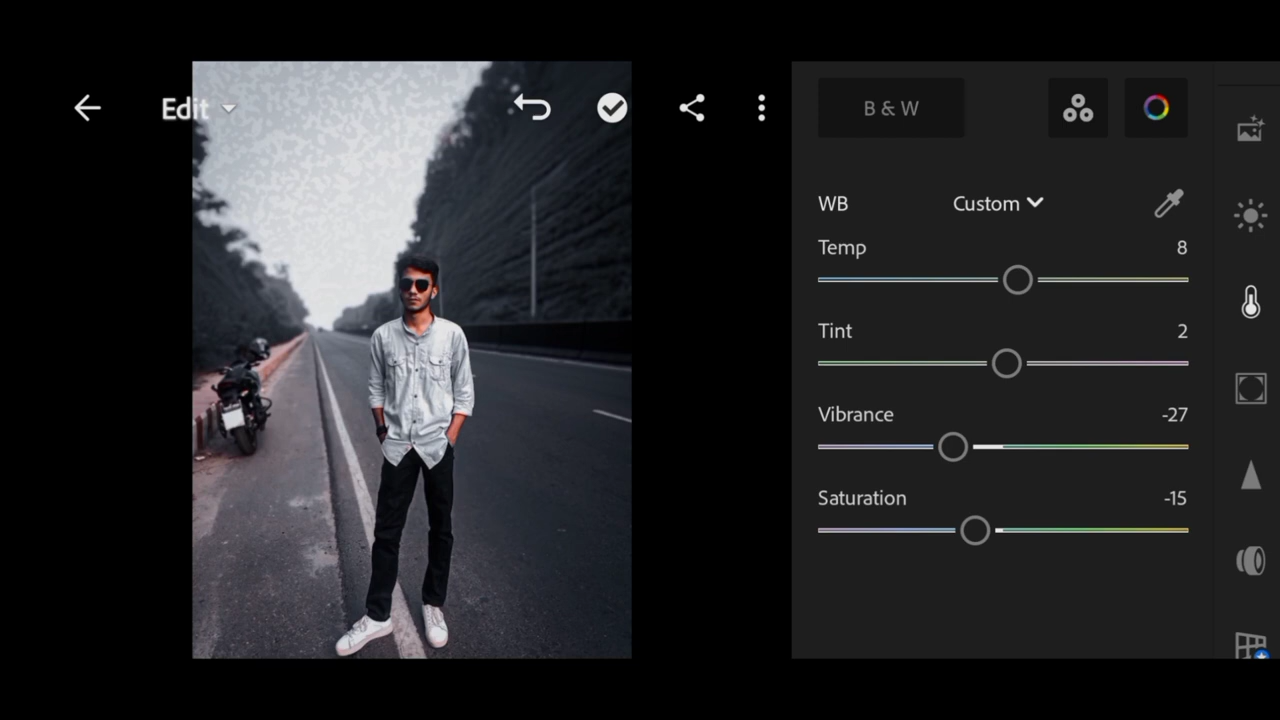 Edit
B & W
WB Custom
Temp 8
Tint 2
Vibrance -27
Saturation -15